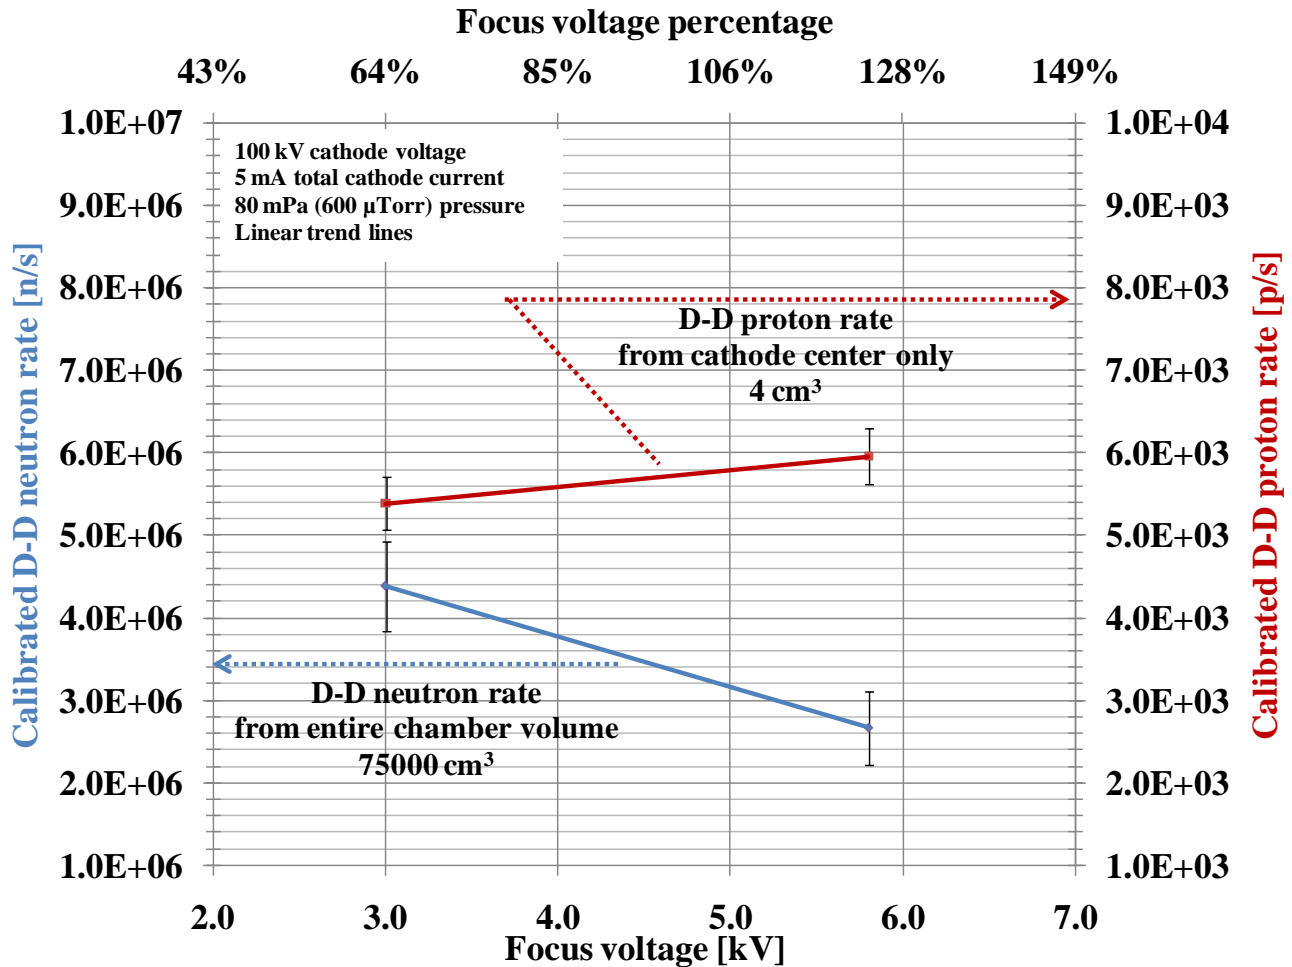 Focus voltage percentage
43% 64% 85% 106% 128% 149%
1.0E+07
9.0E+06
8.0E+06
7.0E+06
6.0E+06
5.0E+06
4.0E+06
3.0E+06
2.0E+06
1.0E+06
Calibrated D-D neutron rate [n/s]
100 kV cathode voltage
5 mA total cathode current
80 mPa (600 µTorr) pressure
Linear trend lines
D-D proton rate
from cathode center only
4 cm³
D-D neutron rate
from entire chamber volume
75000 cm³
1.0E+04
9.0E+03
8.0E+03
7.0E+03
6.0E+03
5.0E+03
4.0E+03
3.0E+03
2.0E+03
1.0E+03
Calibrated D-D proton rate [p/s]
2.0 3.0 4.0 5.0 6.0 7.0
Focus voltage [kV]